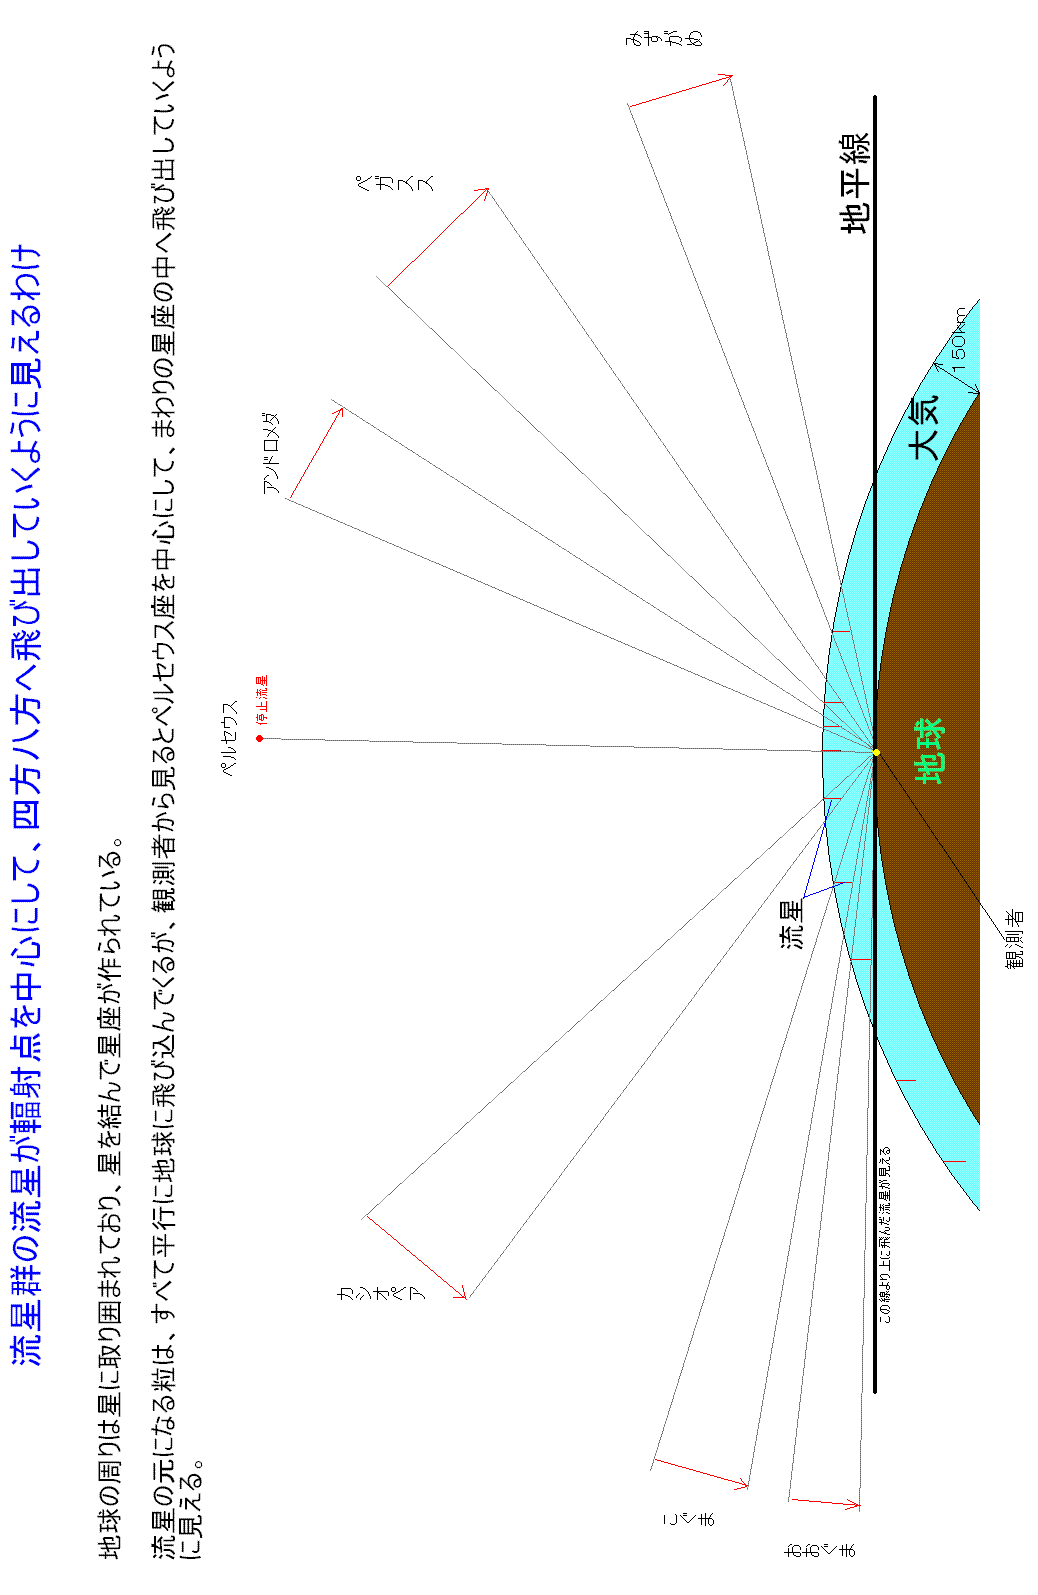 流星群の流星が輻射点を中心にして、四方八方へ飛び出していくように見えるわけ
地球の周りは星に取り囲まれており、星を結んで星座が作られている。
流星の元になる粒は、すべて平行に地球に飛び込んでくるが、観測者から見るとペルセウス座を中心にして、まわりの星座の中へ飛び出していくよう
に見える。
ペルセウス
停止流星
アンドロメダ
カシオペア
ペガスス
みずがめ
こぐま
おおぐま
流星
地平線
この線より上に飛んだ流星が見える
大気
150km
地球
観測者